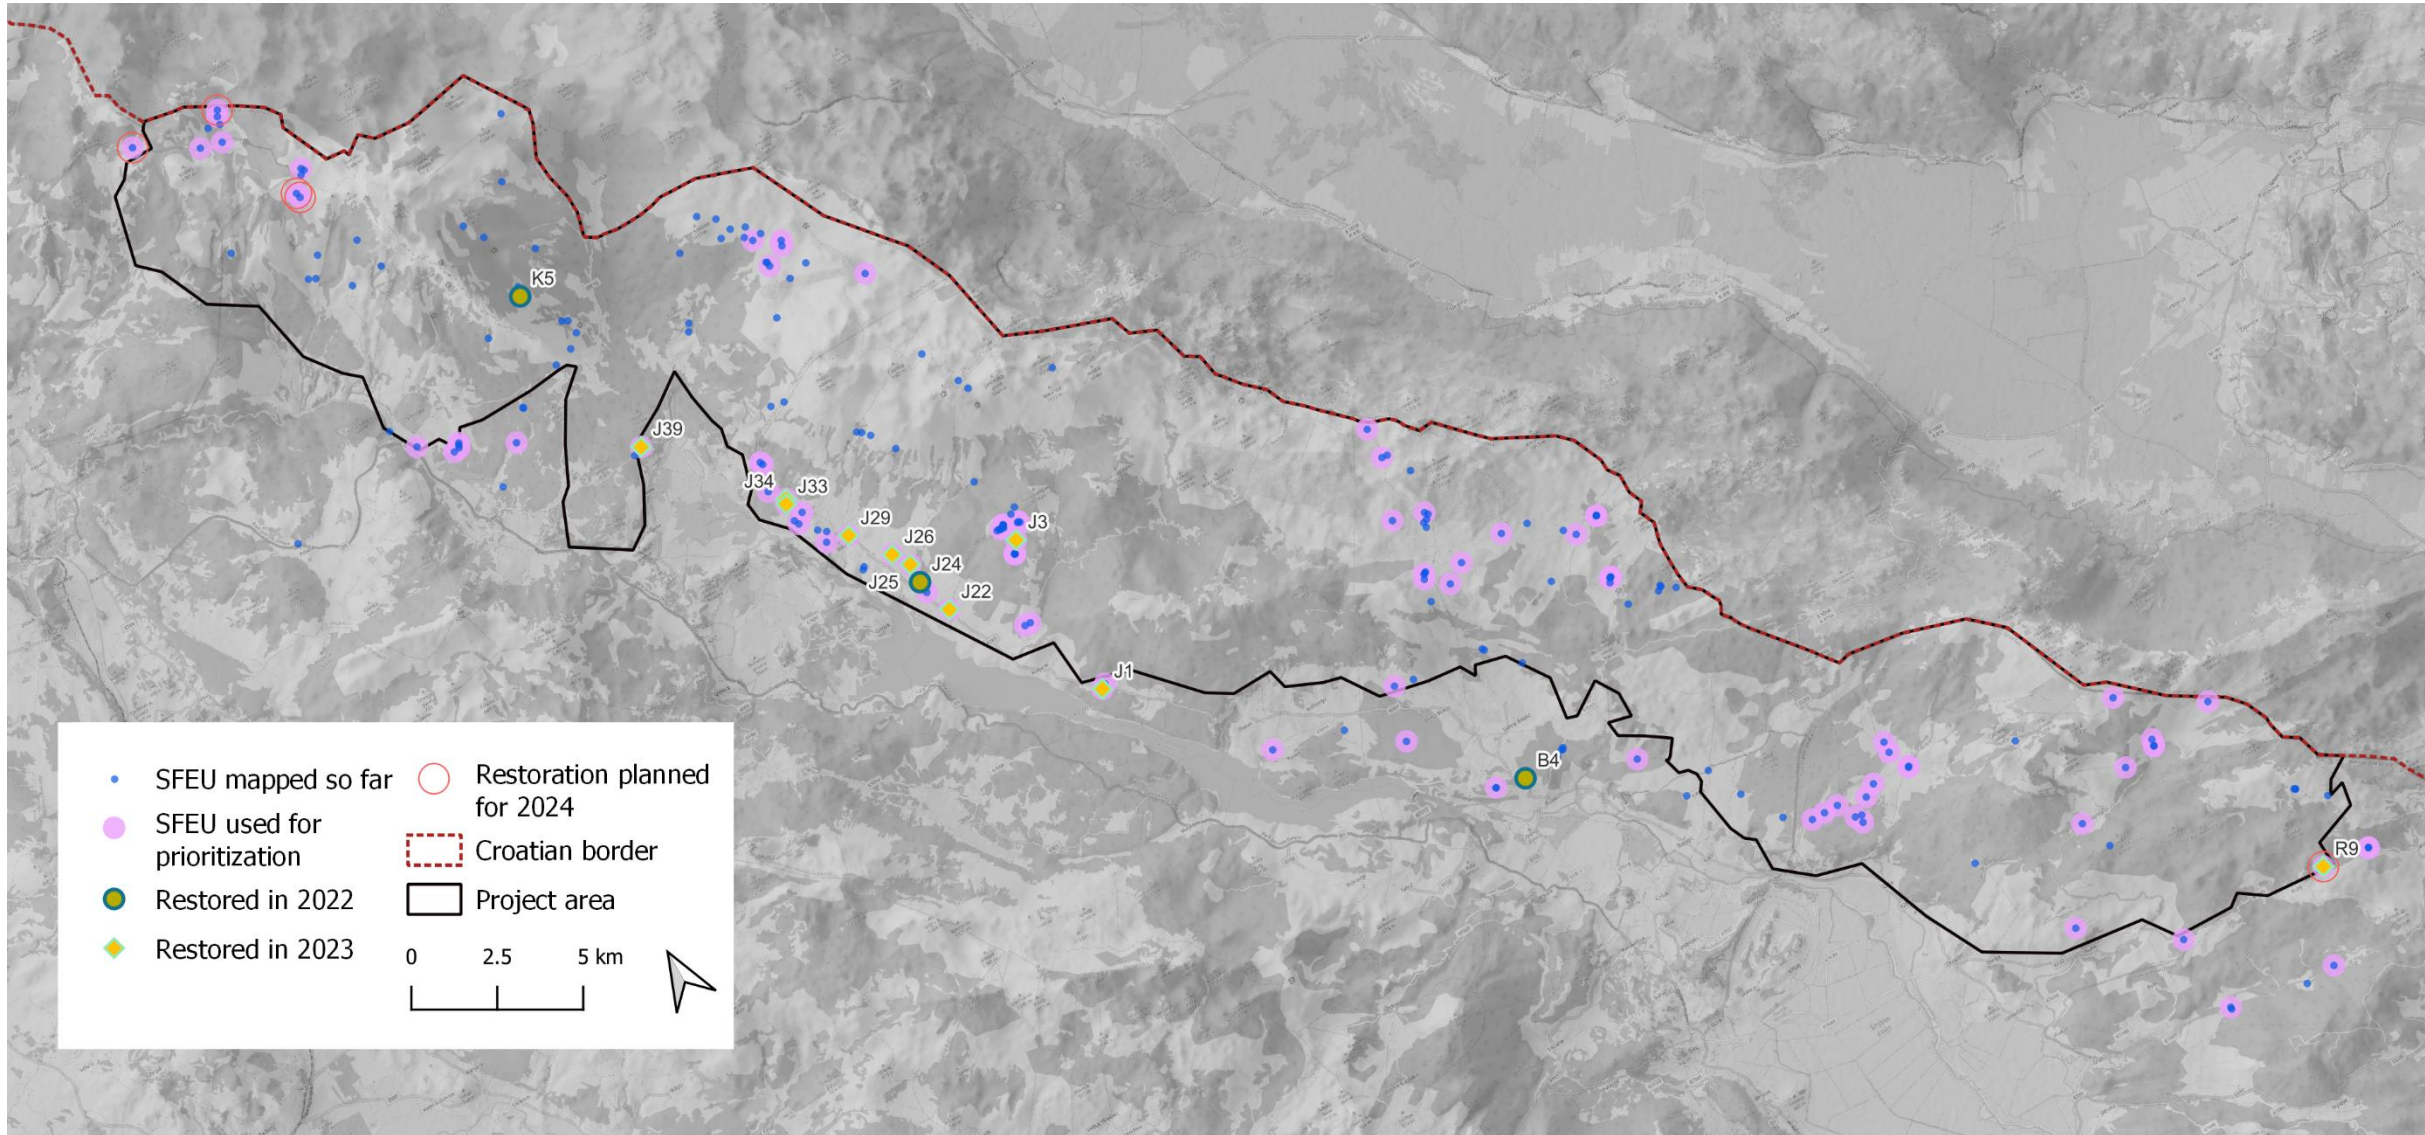 K5
J39
J34
J33
J29
J3
J26
J24
J25
J22
J1
B4
R9
SFEU mapped so far
SFEU used for
prioritization
Restored in 2022
Restored in 2023
Restoration planned
for 2024
Croatian border
Project area
0 2.5 5 km